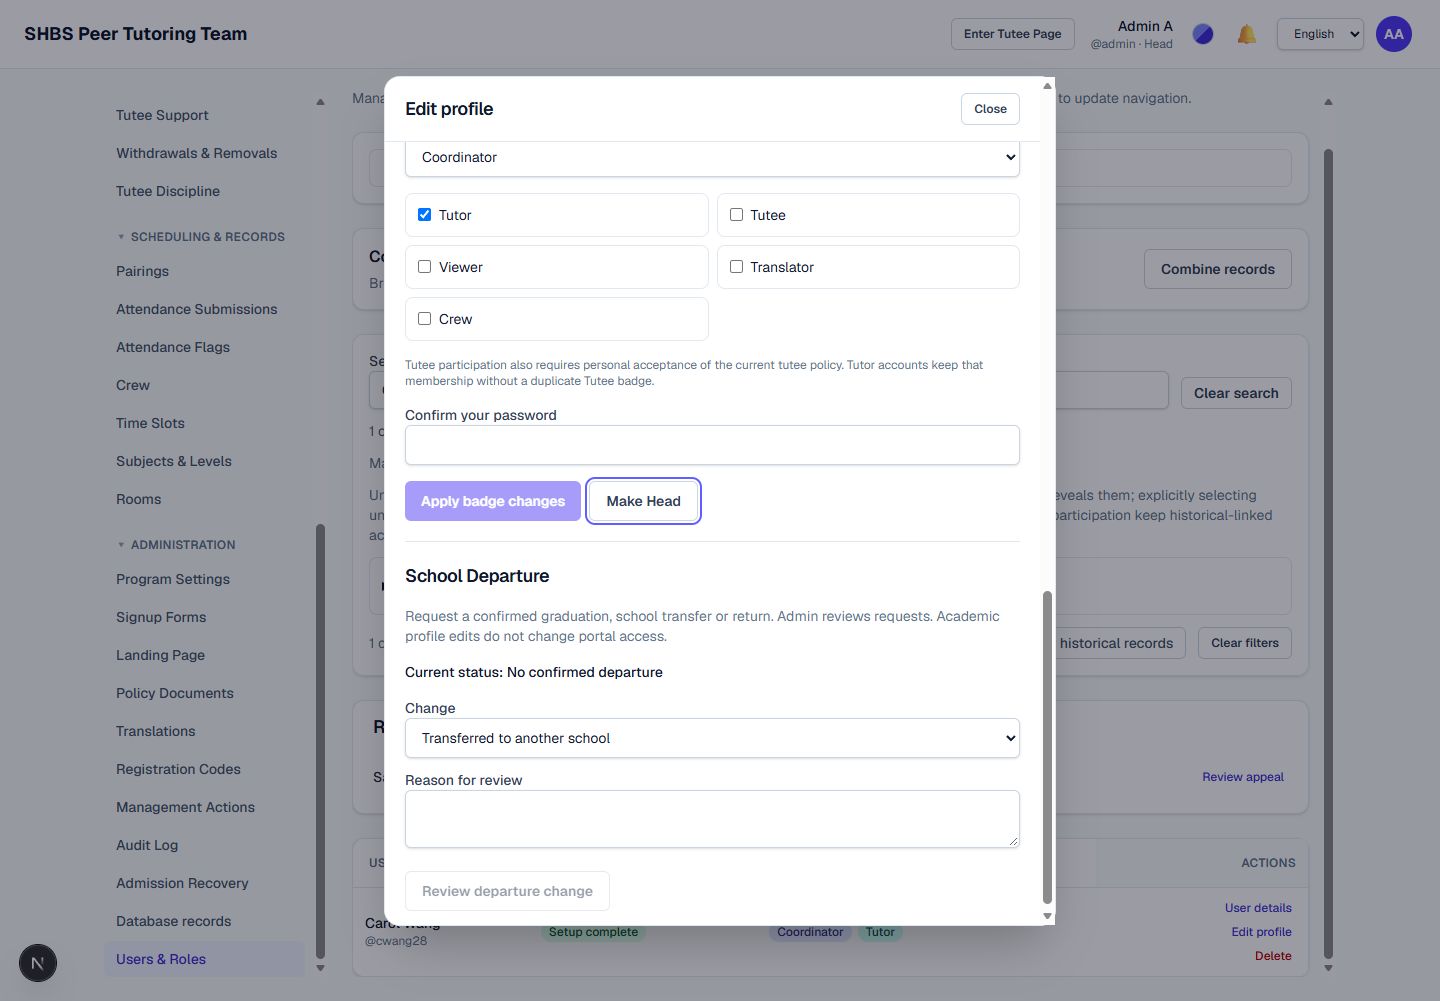 SHBS Peer Tutoring Team
Enter Tutee Page
Admin A
@admin · Head
English
AA
Tutee Support
Withdrawals & Removals
Tutee Discipline
SCHEDULING & RECORDS
Pairings
Attendance Submissions
Attendance Flags
Crew
Time Slots
Subjects & Levels
Rooms
ADMINISTRATION
Program Settings
Signup Forms
Landing Page
Policy Documents
Translations
Registration Codes
Management Actions
Audit Log
Admission Recovery
Database records
Users & Roles
N
to update navigation.
Combine records
Clear search
eveals them; explicitly selecting
participation keep historical-linked
historical records
Clear filters
Review appeal
ACTIONS
Carol Wang
@cwang28
Setup complete
Coordinator
Tutor
User details
Edit profile
Delete
Edit profile
Close
Coordinator
Tutor
Tutee
Viewer
Translator
Crew
Tutee participation also requires personal acceptance of the current tutee policy. Tutor accounts keep that
membership without a duplicate Tutee badge.
Confirm your password
Apply badge changes
Make Head
School Departure
Request a confirmed graduation, school transfer or return. Admin reviews requests. Academic
profile edits do not change portal access.
Current status: No confirmed departure
Change
Transferred to another school
Reason for review
Review departure change